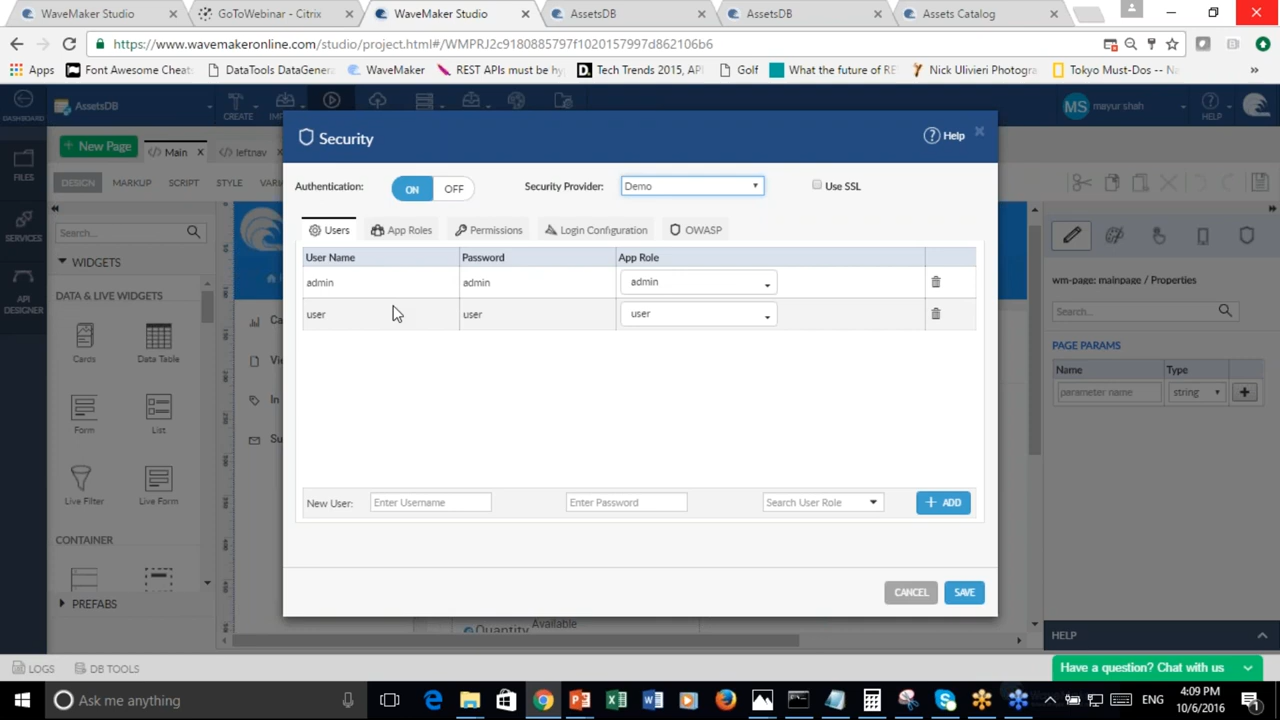 WaveMaker Studio
GoToWebinar - Citrix
WaveMaker Studio
AssetsDB
AssetsDB
Assets Catalog
https://www.wavemakeronline.com/studio/project.html#/WMPRJ2c9180885797f1020157997d862106b6
Apps
Font Awesome Cheats
DataTools DataGener
WaveMaker
REST APIs must be hy
Tech Trends 2015, AP
Golf
What the future of RE
Nick Ulivieri Photogra
Tokyo Must-Dos --
DASHBOARD
AssetsDB
CREATE
MS
mayur shah
HELP
Security
Help
New Page
Main
leftnav
FILES
DESIGN
MARKUP
SCRIPT
STYLE
Authentication:
ON
OFF
Security Provider:
Demo
Use SSL
SERVICES
Search...
Users
App Roles
Permissions
Login Configuration
OWASP
WIDGETS
User Name
Password
App Role
admin
admin
admin
user
user
user
API
DESIGNER
DATA & LIVE WIDGETS
Cards
Data Table
Form
List
Live Filter
Live Form
wm-page: mainpage / Properties
Search...
PAGE PARAMS
Name
Type
parameter name
string
New User:
Enter Username
Enter Password
Search User Role
ADD
CONTAINER
PREFABS
CANCEL
SAVE
Quantity
Available
HELP
LOGS
DB TOOLS
Have a question? Chat with us
Ask me anything
ENG
4:09 PM
10/6/2016